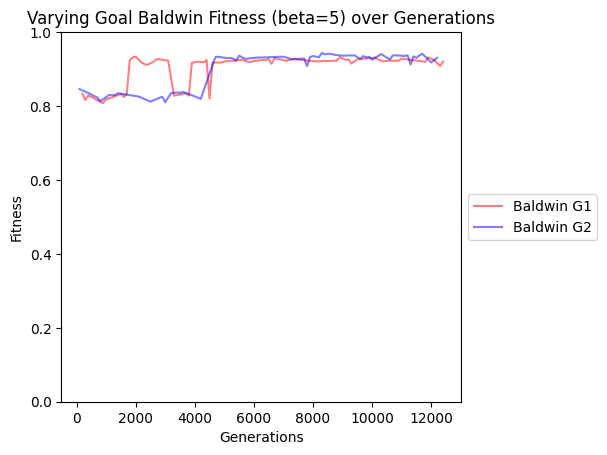 Varying Goal Baldwin Fitness (beta=5) over Generations
1.0
0.8
0.6
0.4
0.2
0.0
Fitness
0 2000 4000 6000 8000 10000 12000
Generations
Baldwin G1
Baldwin G2